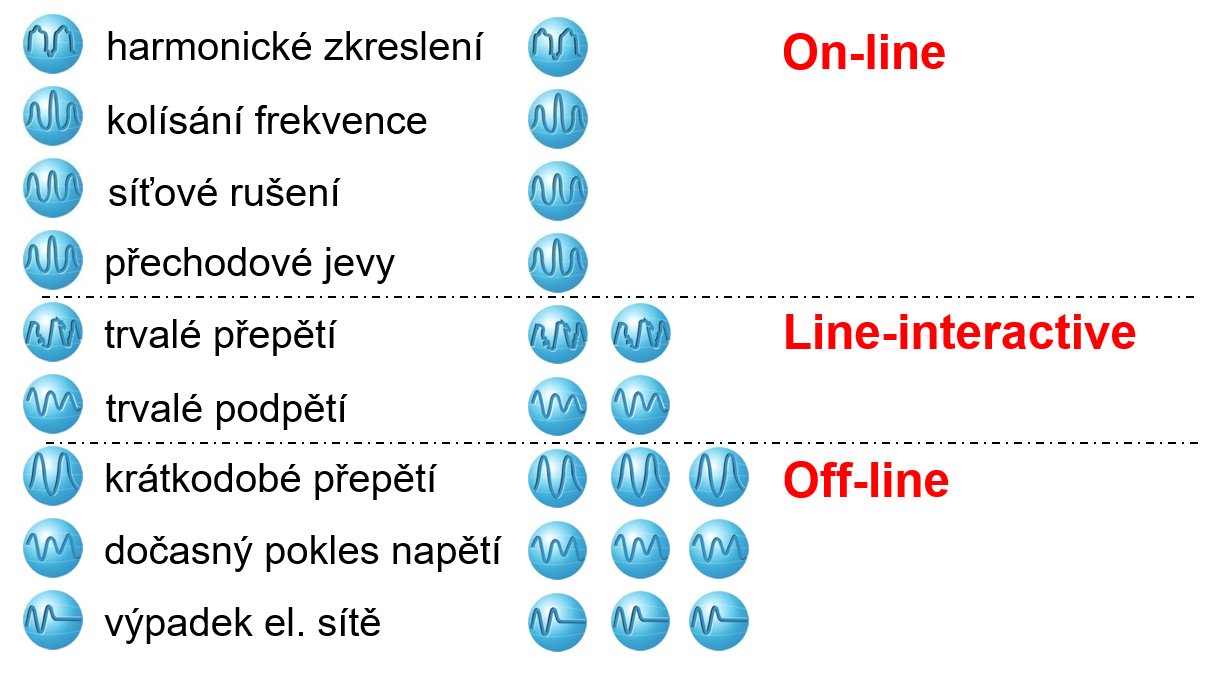 harmonické zkreslení On-line
kolísání frekvence
síťové rušení
přechodové jevy
trvalé přepětí Line-interactive
trvalé podpětí
krátkodobé přepětí Off-line
dočasný pokles napětí
výpadek el. sítě